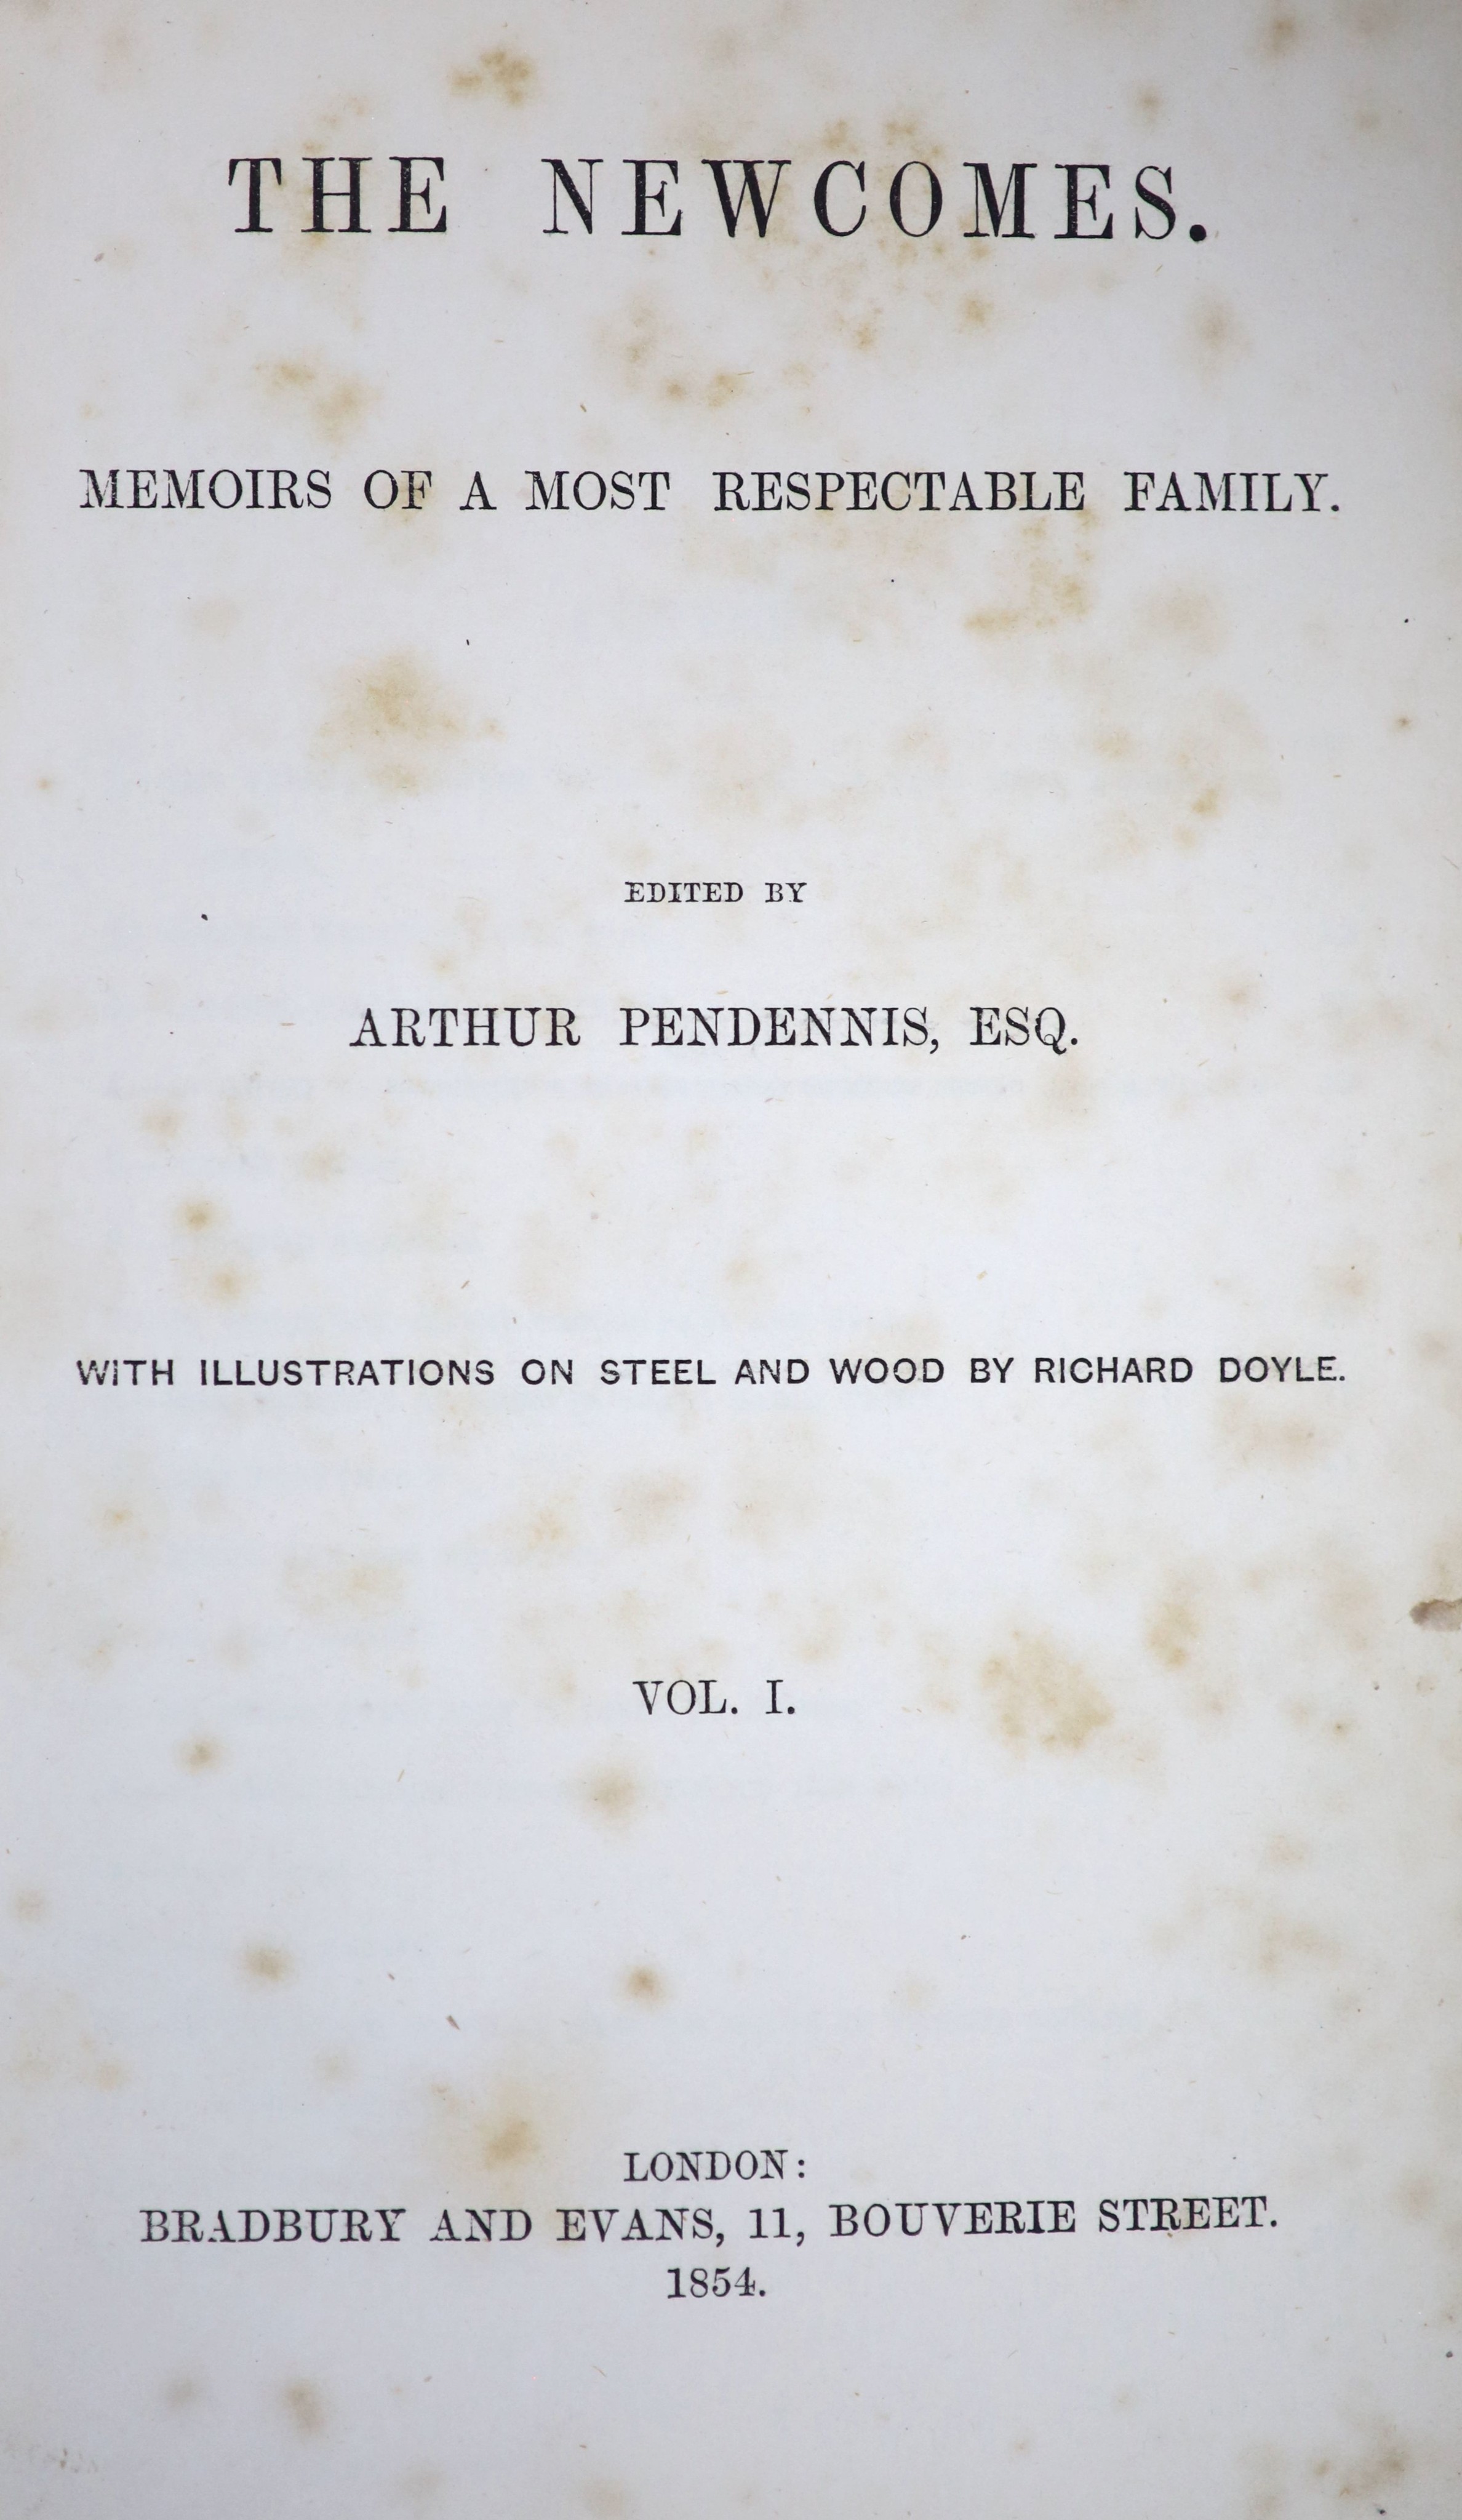 THE NEWCOMES.
MEMOIRS OF A MOST RESPECTABLE FAMILY.
EDITED BY
ARTHUR PENDENNIS, ESQ.
WITH ILLUSTRATIONS ON STEEL AND WOOD BY RICHARD DOYLE.
VOL. I.
LONDON:
BRADBURY AND EVANS, 11, BOUVERIE STREET.
1854.